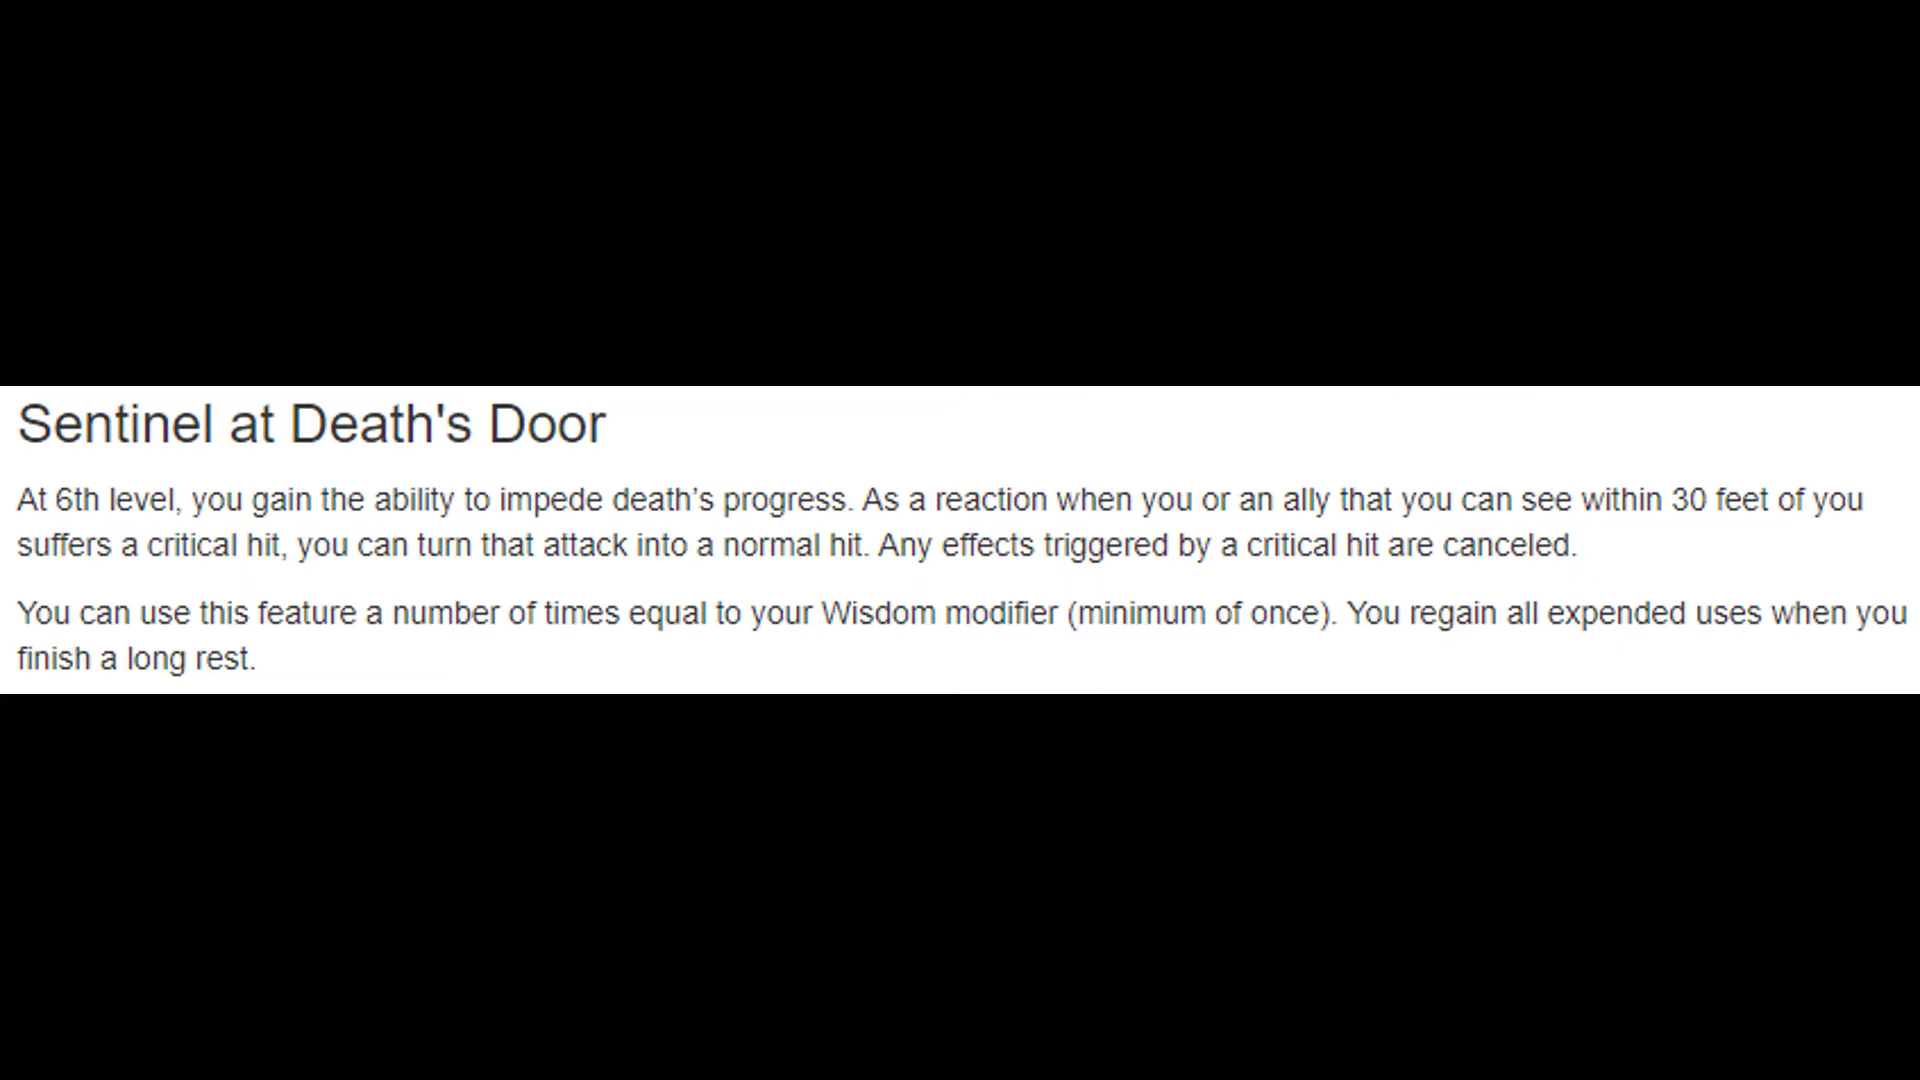 Sentinel at Death's Door
At 6th level, you gain the ability to impede death’s progress. As a reaction when you or an ally that you can see within 30 feet of you
suffers a critical hit, you can turn that attack into a normal hit. Any effects triggered by a critical hit are canceled.
You can use this feature a number of times equal to your Wisdom modifier (minimum of once). You regain all expended uses when you
finish a long rest.